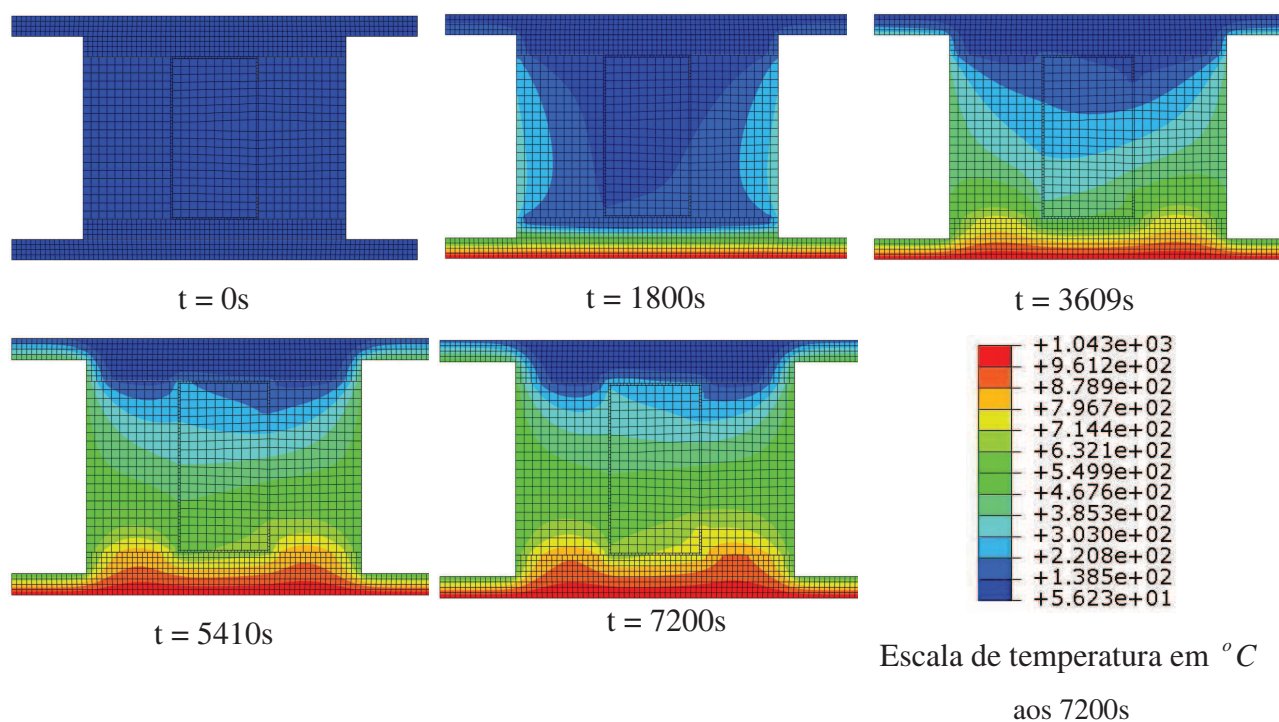 t = 0s
t = 1800s
t = 3609s
t = 5410s
t = 7200s
+1.043e+03
+9.612e+02
+8.789e+02
+7.967e+02
+7.144e+02
+6.321e+02
+5.499e+02
+4.676e+02
+3.853e+02
+3.030e+02
+2.208e+02
+1.385e+02
+5.623e+01
Escala de temperatura em °C
aos 7200s